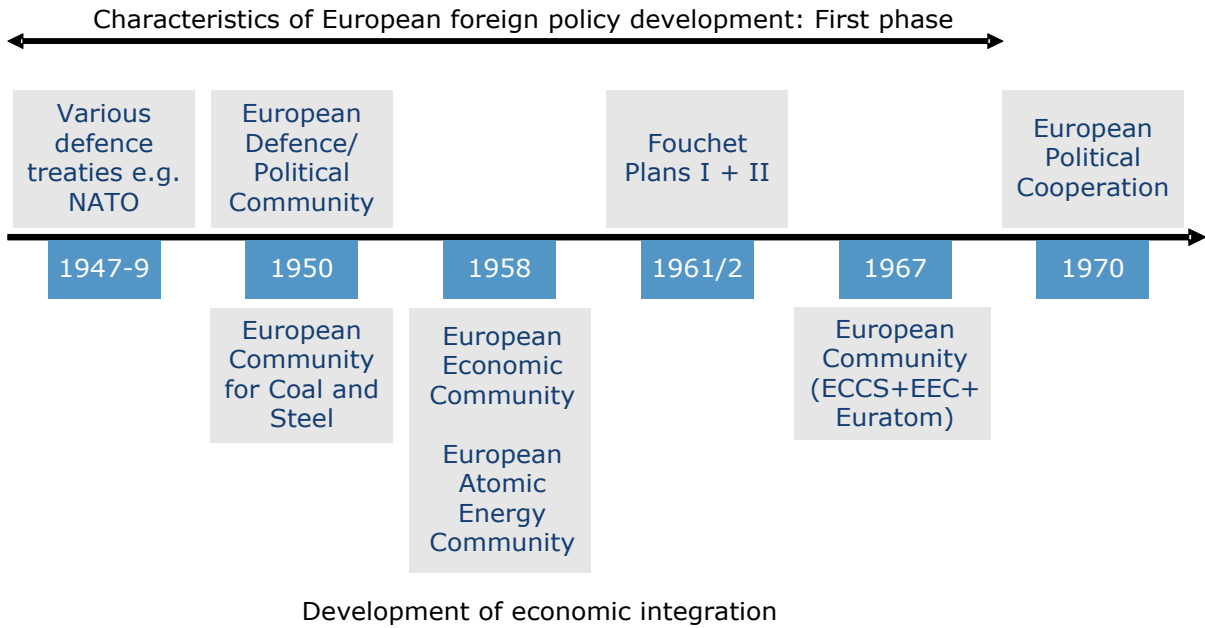 Characteristics of European foreign policy development: First phase
Various
defence
treaties e.g.
NATO
European
Defence/
Political
Community
Fouchet
Plans I + II
European
Political
Cooperation
1947-9
1950
1958
1961/2
1967
1970
European
Community
for Coal and
Steel
European
Economic
Community
European
Atomic
Energy
Community
European
Community
(ECCS+EEC+
Euratom)
Development of economic integration